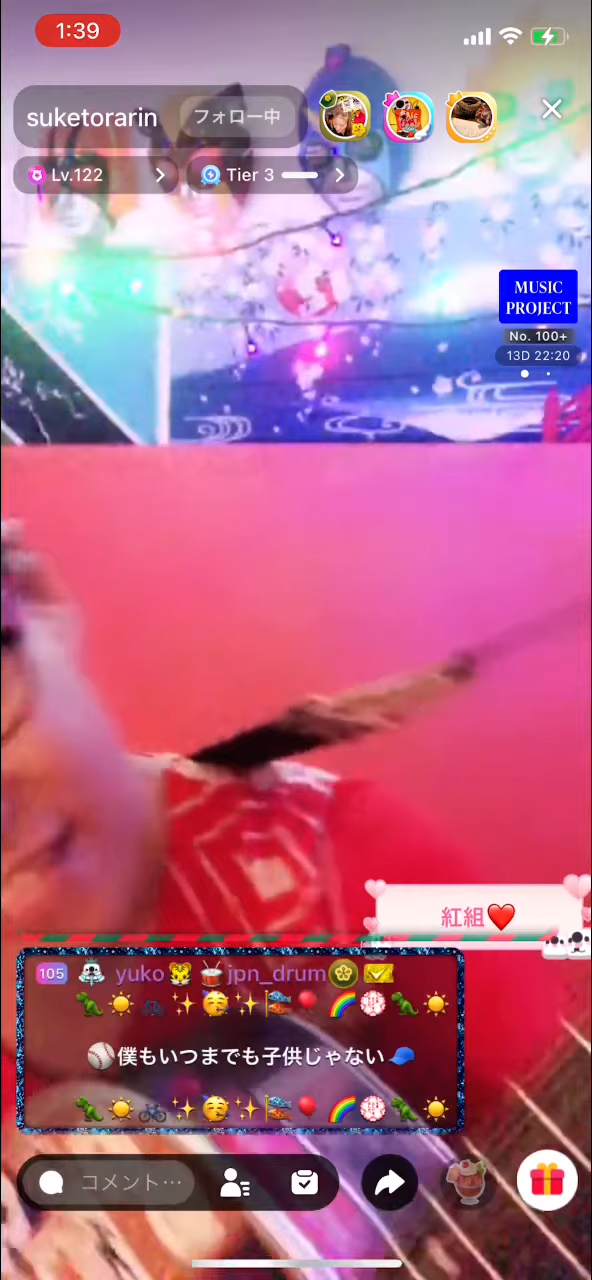 1:39
suketorarin フォロー中
Lv.122 Tier 3
MUSIC
PROJECT
No. 100+
13D 22:20
紅組❤️
105 yuko🐯🥁jpn_drum
🦖☀️🚲✨🥳✨🎏🎈🌈💮🦖☀️
⚾僕もいつまでも子供じゃない🧢
🦖☀️🚲✨🥳✨🎏🎈🌈💮🦖☀️
コメント…